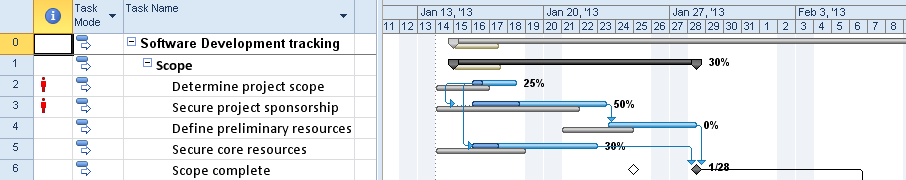 Task Mode Task Name Jan 13, '13 Jan 20, '13 Jan 27, '13 Feb 3, '13
11 12 13 14 15 16 17 18 19 20 21 22 23 24 25 26 27 28 29 30 31 1 2 3 4 5 6 7 8
0 Software Development tracking
1 Scope 30%
2 Determine project scope 25%
3 Secure project sponsorship 50%
4 Define preliminary resources 0%
5 Secure core resources 30%
6 Scope complete 1/28